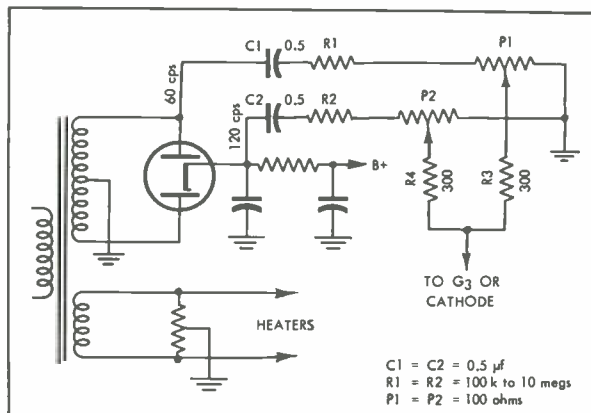 C1 0.5 R1 P1
60 cps
C2 0.5 R2 P2
120 cps
B+
R4 300 R3 300
TO G3 OR
CATHODE
HEATERS
C1 = C2 = 0.5 µf
R1 = R2 = 100 k to 10 megs
P1 = P2 = 100 ohms